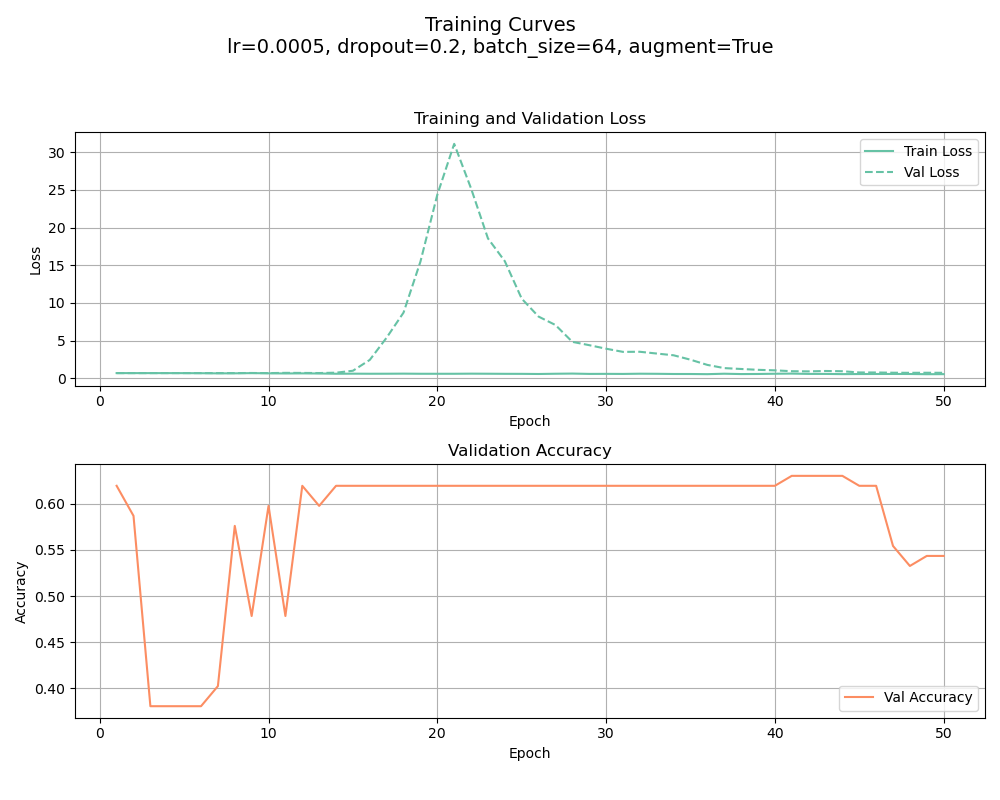 Training Curves
lr=0.0005, dropout=0.2, batch_size=64, augment=True
Training and Validation Loss
30
25
20
15
10
5
0
Loss
Train Loss
Val Loss
0 10 20 30 40 50
Epoch
Validation Accuracy
0.60
0.55
0.50
0.45
0.40
Accuracy
Val Accuracy
0 10 20 30 40 50
Epoch